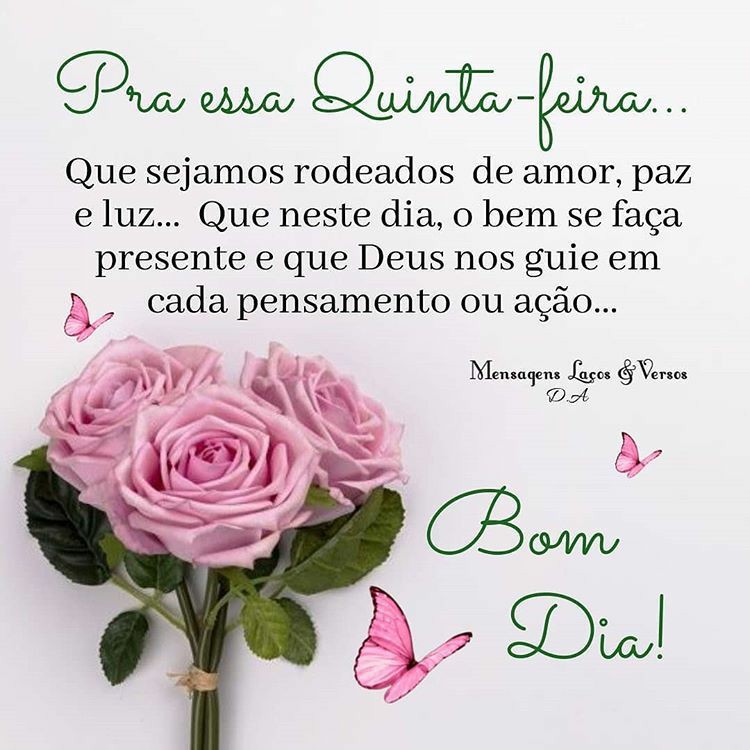 Pra essa Quinta-feira...
Que sejamos rodeados de amor, paz
e luz... Que neste dia, o bem se faça
presente e que Deus nos guie em
cada pensamento ou ação...
Mensagens Laços & Versos
D.A
Bom
Dia!